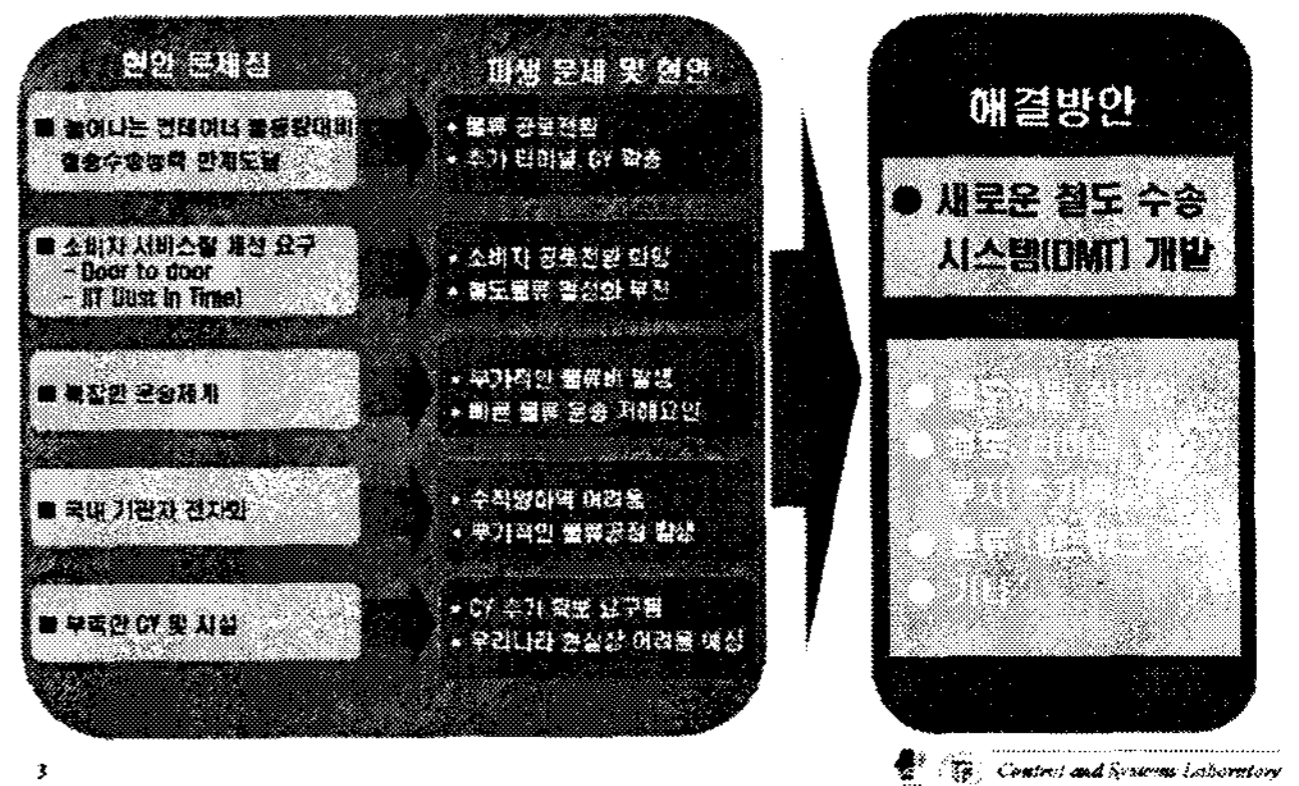 현안 문제점
파생 문제 및 현안
■ 늘어나는 컨테이너 물동량대비
철송수송능력 한계도달
• 물류 공로전환
• 추가 터미널, CY 확충
■ 소비자 서비스질 개선 요구
- Door to door
- JIT (Just In Time)
• 소비자 공로전환
• 철도물류 활성화 부진
■ 복잡한 운송체계
• 부가적인 물류비 발생
• 빠른 물류 운송 저해요인
■ 국내 기관차 전차화
• 수직양하역 어려움
• 부가적인 물류공정 발생
■ 부족한 CY 및 시설
• CY 추가 확보 요구됨
• 우리나라 현실상 어려움 예상
해결방안
● 새로운 철도 수송
시스템(DMT) 개발
● 기타
3
Control and Systems Laboratory